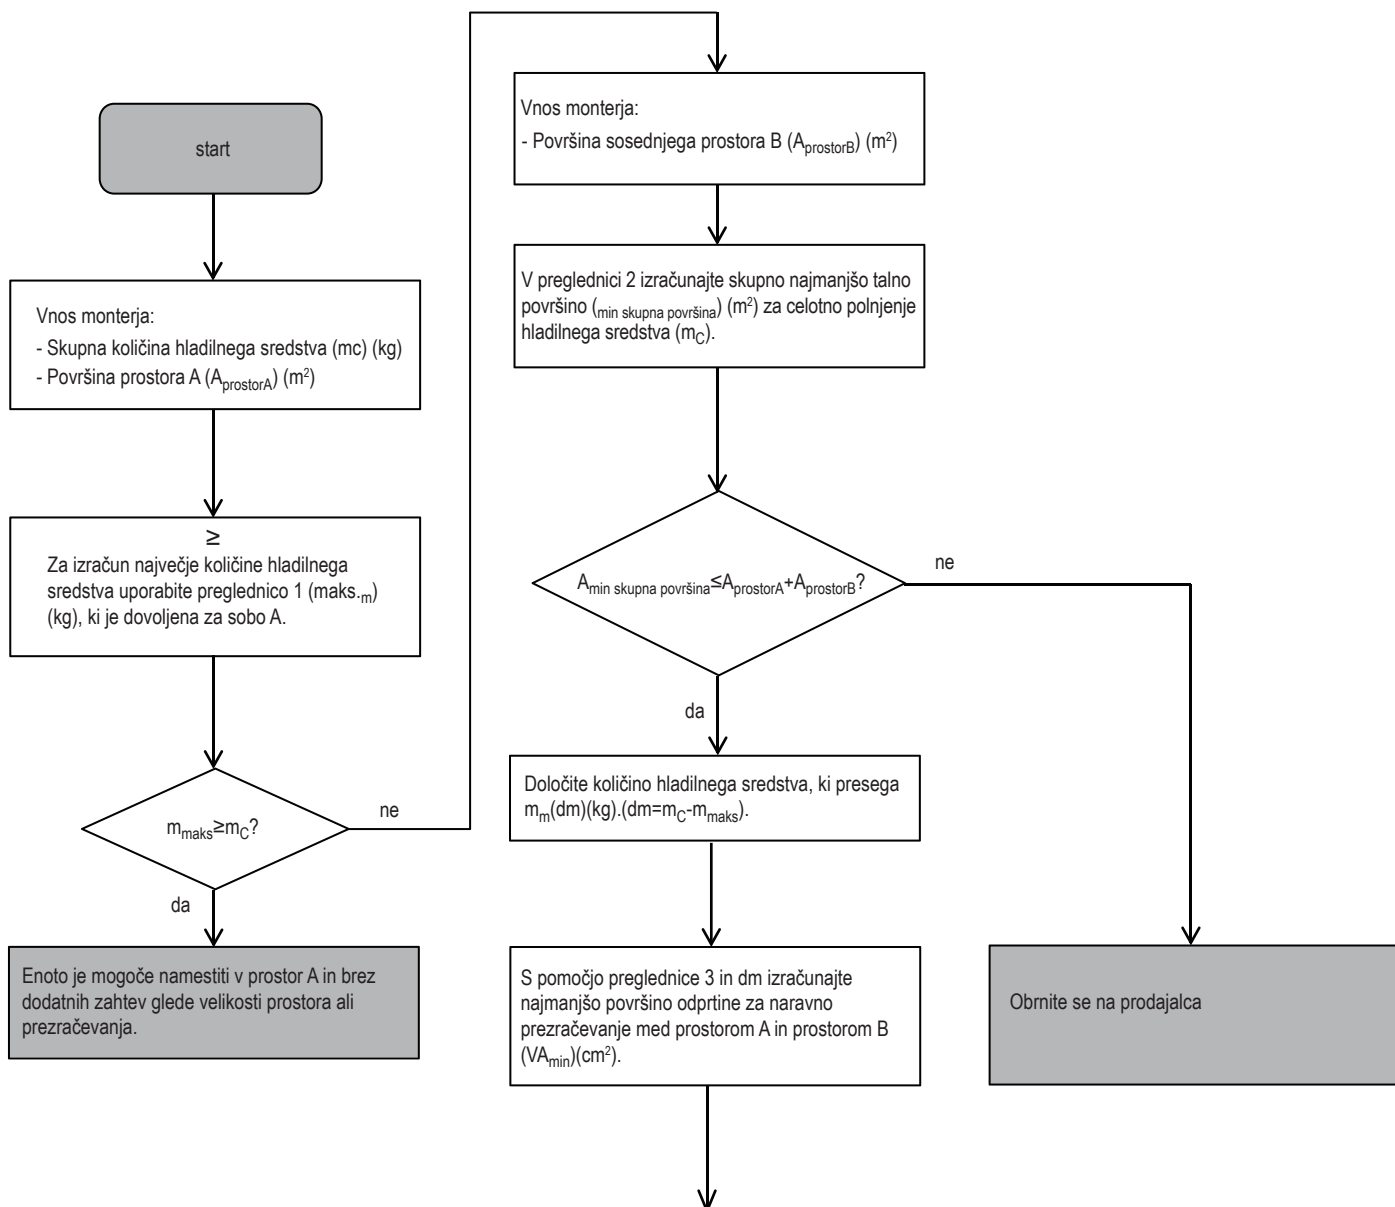 start
Vnos monterja:
- Skupna količina hladilnega sredstva (mc) (kg)
- Površina prostora A (AprostorA) (m²)
≥
Za izračun največje količine hladilnega
sredstva uporabite preglednico 1 (maks.m)
(kg), ki je dovoljena za sobo A.
mmaks≥mC?
ne
da
Enoto je mogoče namestiti v prostor A in brez
dodatnih zahtev glede velikosti prostora ali
prezračevanja.
Vnos monterja:
- Površina sosednjega prostora B (AprostorB) (m²)
V preglednici 2 izračunajte skupno najmanjšo talno
površino (min skupna površina) (m²) za celotno polnjenje
hladilnega sredstva (mC).
Amin skupna površina≤AprostorA+AprostorB?
ne
da
Določite količino hladilnega sredstva, ki presega
mm(dm)(kg).(dm=mC-mmaks).
S pomočjo preglednice 3 in dm izračunajte
najmanjšo površino odprtine za naravno
prezračevanje med prostorom A in prostorom B
(VAmin)(cm²).
Obrnite se na prodajalca